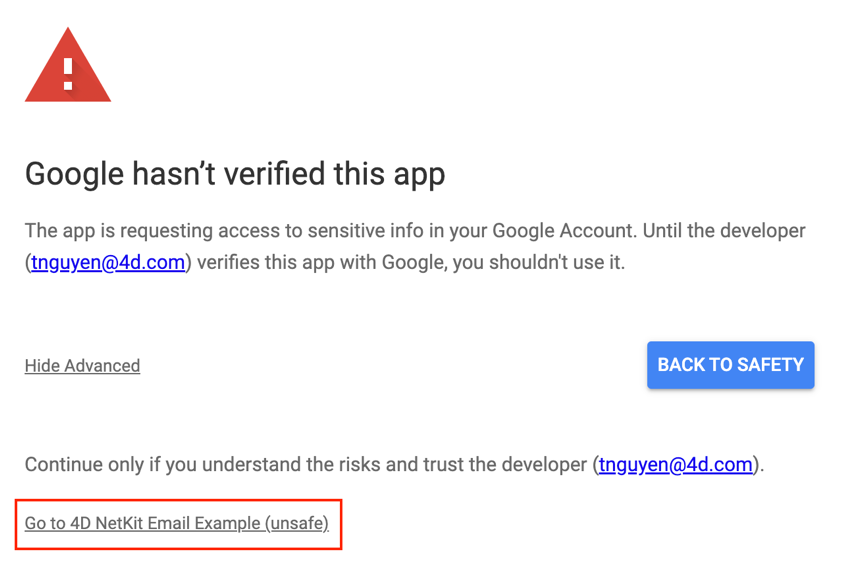 Google hasn’t verified this app
The app is requesting access to sensitive info in your Google Account. Until the developer
(tnguyen@4d.com) verifies this app with Google, you shouldn't use it.
Hide Advanced
BACK TO SAFETY
Continue only if you understand the risks and trust the developer (tnguyen@4d.com).
Go to 4D NetKit Email Example (unsafe)